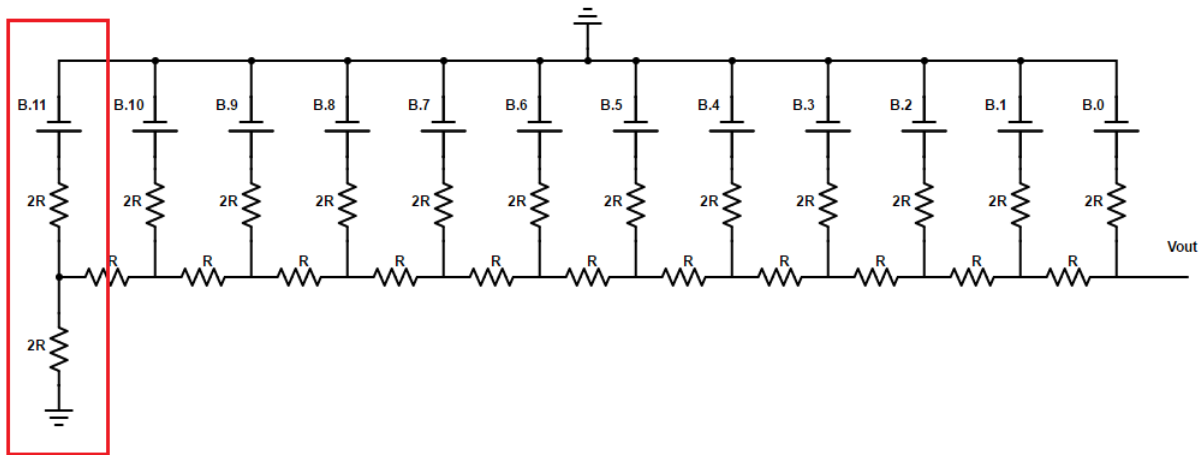 B.11 B.10 B.9 B.8 B.7 B.6 B.5 B.4 B.3 B.2 B.1 B.0
2R 2R 2R 2R 2R 2R 2R 2R 2R 2R 2R 2R
Vout
R R R R R R R R R R R
2R